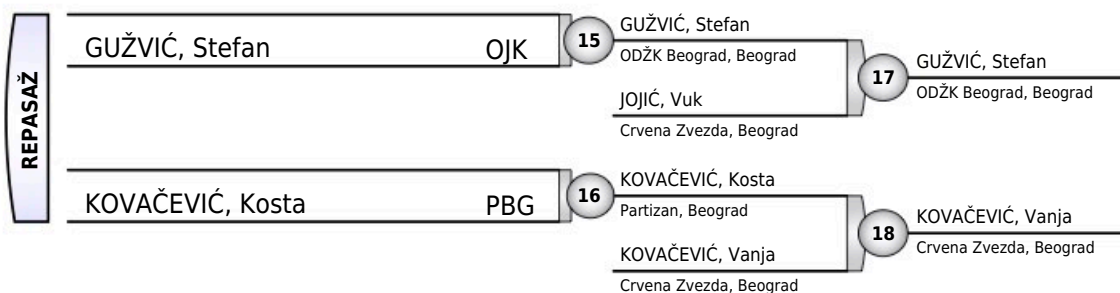 REPASAŽ
GUŽVIĆ, Stefan OJK
15
GUŽVIĆ, Stefan
ODŽK Beograd, Beograd
JOJIĆ, Vuk
Crvena Zvezda, Beograd
17
GUŽVIĆ, Stefan
ODŽK Beograd, Beograd
KOVAČEVIĆ, Kosta PBG
16
KOVAČEVIĆ, Kosta
Partizan, Beograd
KOVAČEVIĆ, Vanja
Crvena Zvezda, Beograd
18
KOVAČEVIĆ, Vanja
Crvena Zvezda, Beograd